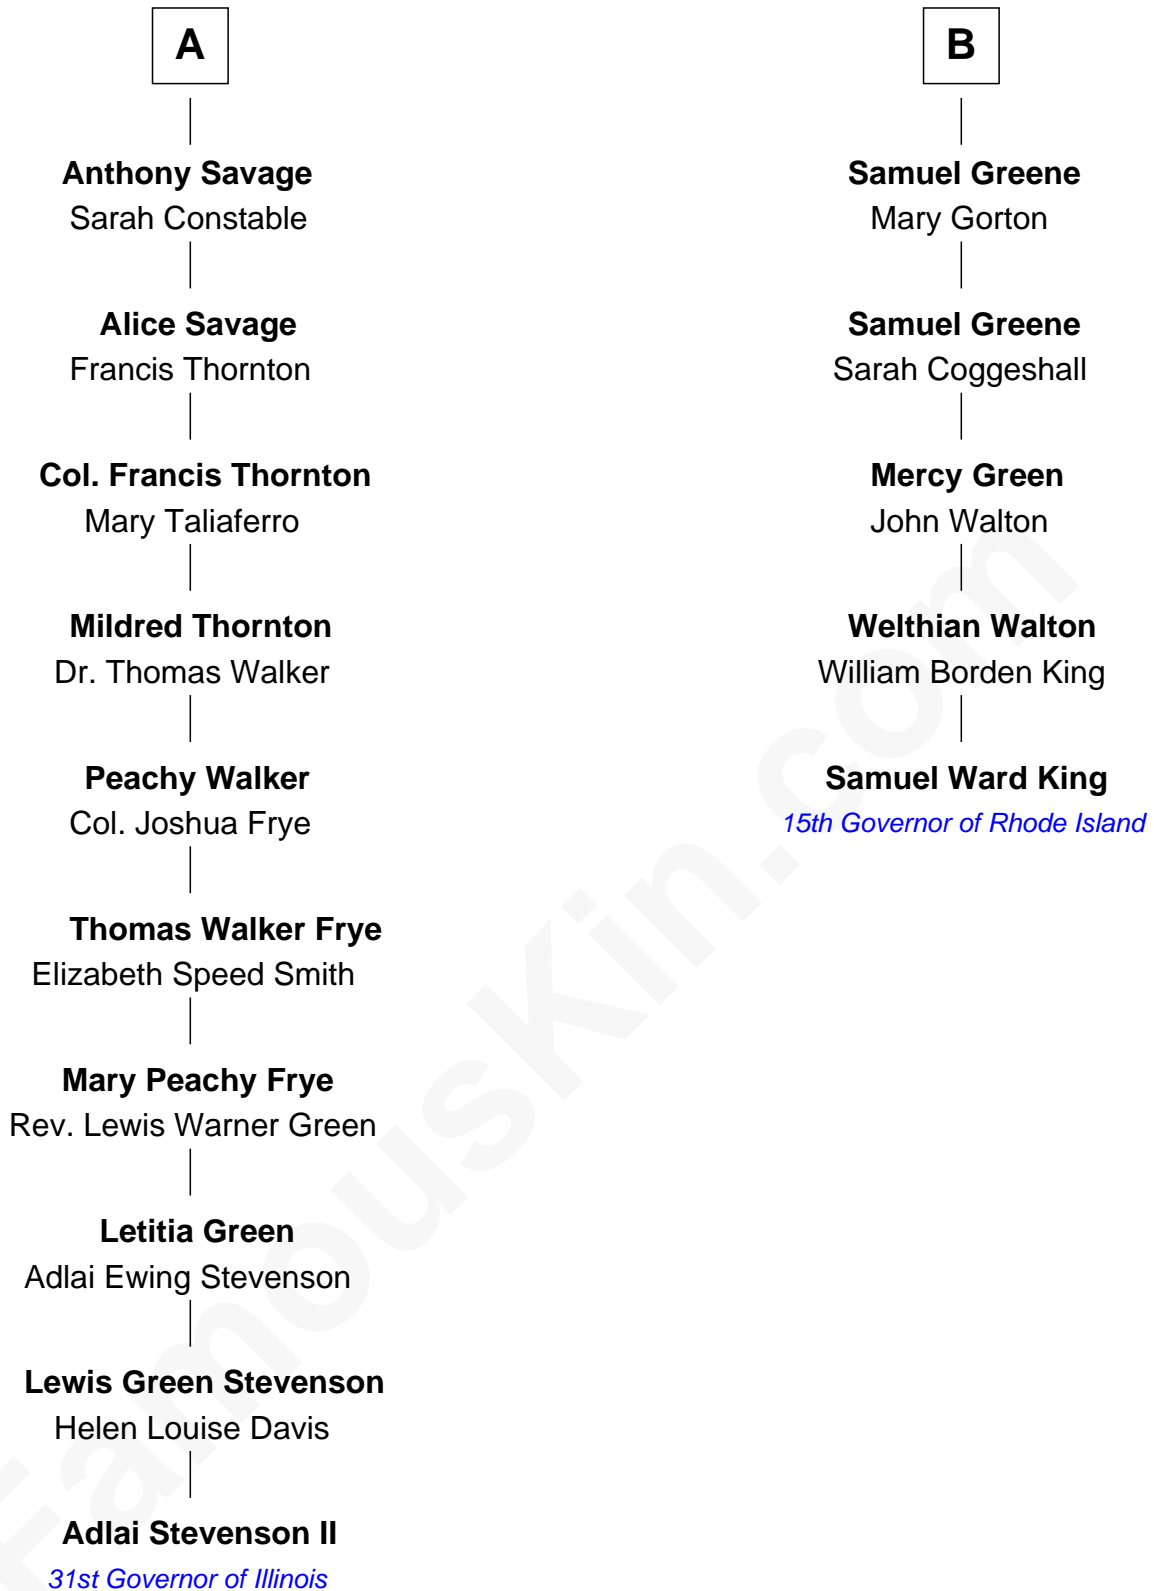 A
Anthony Savage
Sarah Constable
Alice Savage
Francis Thornton
Col. Francis Thornton
Mary Taliaferro
Mildred Thornton
Dr. Thomas Walker
Peachy Walker
Col. Joshua Frye
Thomas Walker Frye
Elizabeth Speed Smith
Mary Peachy Frye
Rev. Lewis Warner Green
Letitia Green
Adlai Ewing Stevenson
Lewis Green Stevenson
Helen Louise Davis
Adlai Stevenson II
31st Governor of Illinois
B
Samuel Greene
Mary Gorton
Samuel Greene
Sarah Coggeshall
Mercy Green
John Walton
Welthian Walton
William Borden King
Samuel Ward King
15th Governor of Rhode Island
FamousKin.com